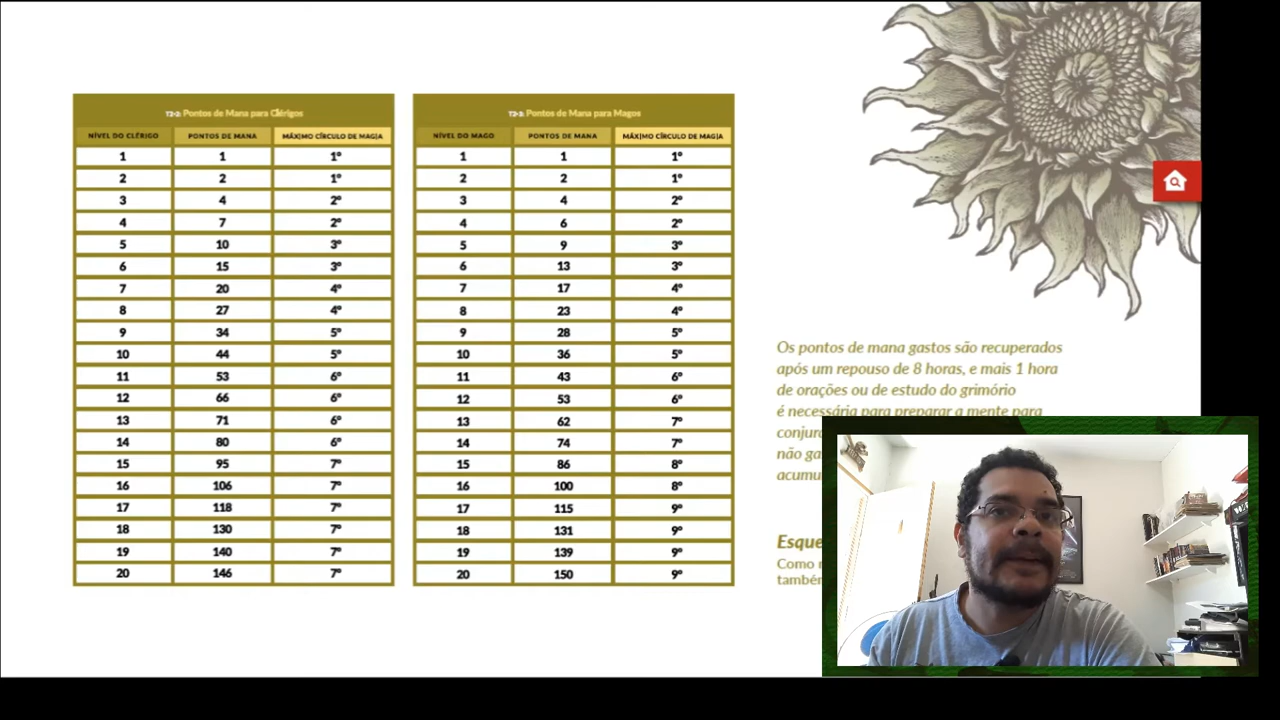 T2-2: Pontos de Mana para Clérigos
NÍVEL DO CLÉRIGO PONTOS DE MANA MÁXIMO CÍRCULO DE MAGIA
1 1 1º
2 2 1º
3 4 2º
4 7 2º
5 10 3º
6 15 3º
7 20 4º
8 27 4º
9 34 5º
10 44 5º
11 53 6º
12 66 6º
13 71 6º
14 80 6º
15 95 7º
16 106 7º
17 118 7º
18 130 7º
19 140 7º
20 146 7º
T2-3: Pontos de Mana para Magos
NÍVEL DO MAGO PONTOS DE MANA MÁXIMO CÍRCULO DE MAGIA
1 1 1º
2 2 1º
3 4 2º
4 6 2º
5 9 3º
6 13 3º
7 17 4º
8 23 4º
9 28 5º
10 36 5º
11 43 6º
12 53 6º
13 62 7º
14 74 7º
15 86 8º
16 100 8º
17 115 9º
18 131 9º
19 139 9º
20 150 9º
Os pontos de mana gastos são recuperados
após um repouso de 8 horas, e mais 1 hora
de orações ou de estudo do grimório
é necessária para preparar a mente para
conjura
não ga
acumu
Esque
Como
também